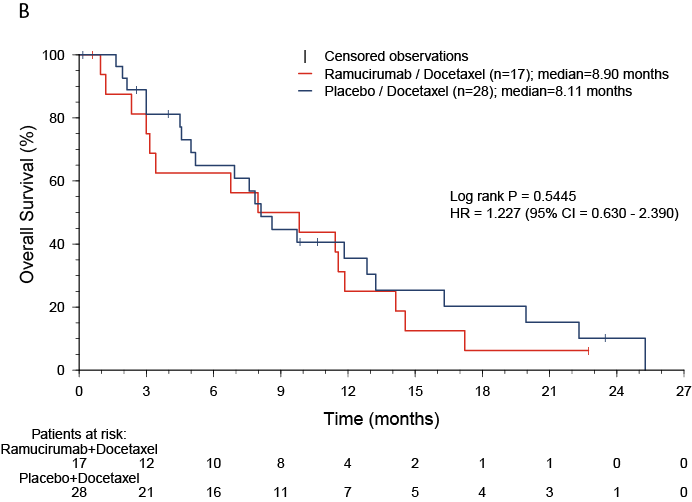 B
Censored observations
Ramucirumab / Docetaxel (n=17); median=8.90 months
Placebo / Docetaxel (n=28); median=8.11 months
Log rank P = 0.5445
HR = 1.227 (95% CI = 0.630 - 2.390)
Overall Survival (%)
100
80
60
40
20
0
0 3 6 9 12 15 18 21 24 27
Time (months)
Patients at risk:
Ramucirumab+Docetaxel
17 12 10 8 4 2 1 1 0 0
Placebo+Docetaxel
28 21 16 11 7 5 4 3 1 0